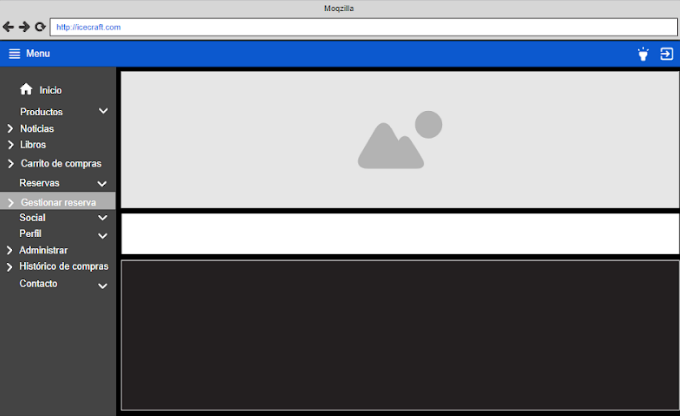 Moqzilla
http://icecraft.com
Menu
Inicio
Productos
Noticias
Libros
Carrito de compras
Reservas
Gestionar reserva
Social
Perfil
Administrar
Histórico de compras
Contacto